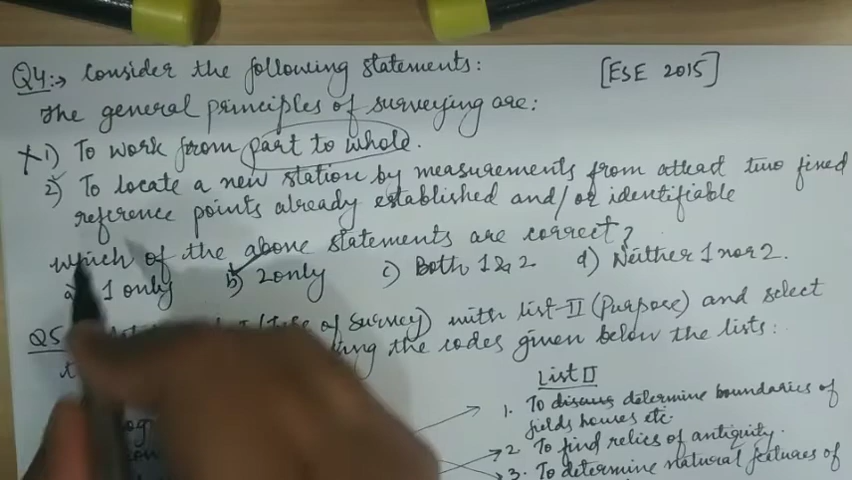 Q4:→ Consider the following statements: [ESE 2015]
The general principles of surveying are:
×1) To work from part to whole.
2) To locate a new station by measurements from atleast two fixed
reference points already established and/or identifiable
which of the above statements are correct?
a) 1 only b) 2 only c) Both 1 & 2 d) Neither 1 nor 2.
Q5 of survey) with list-II (Purpose) and select
the codes given below the lists:
List II
1. To discuss determine boundaries of
fields houses etc.
2. To find relics of antiquity.
3. To determine natural features of